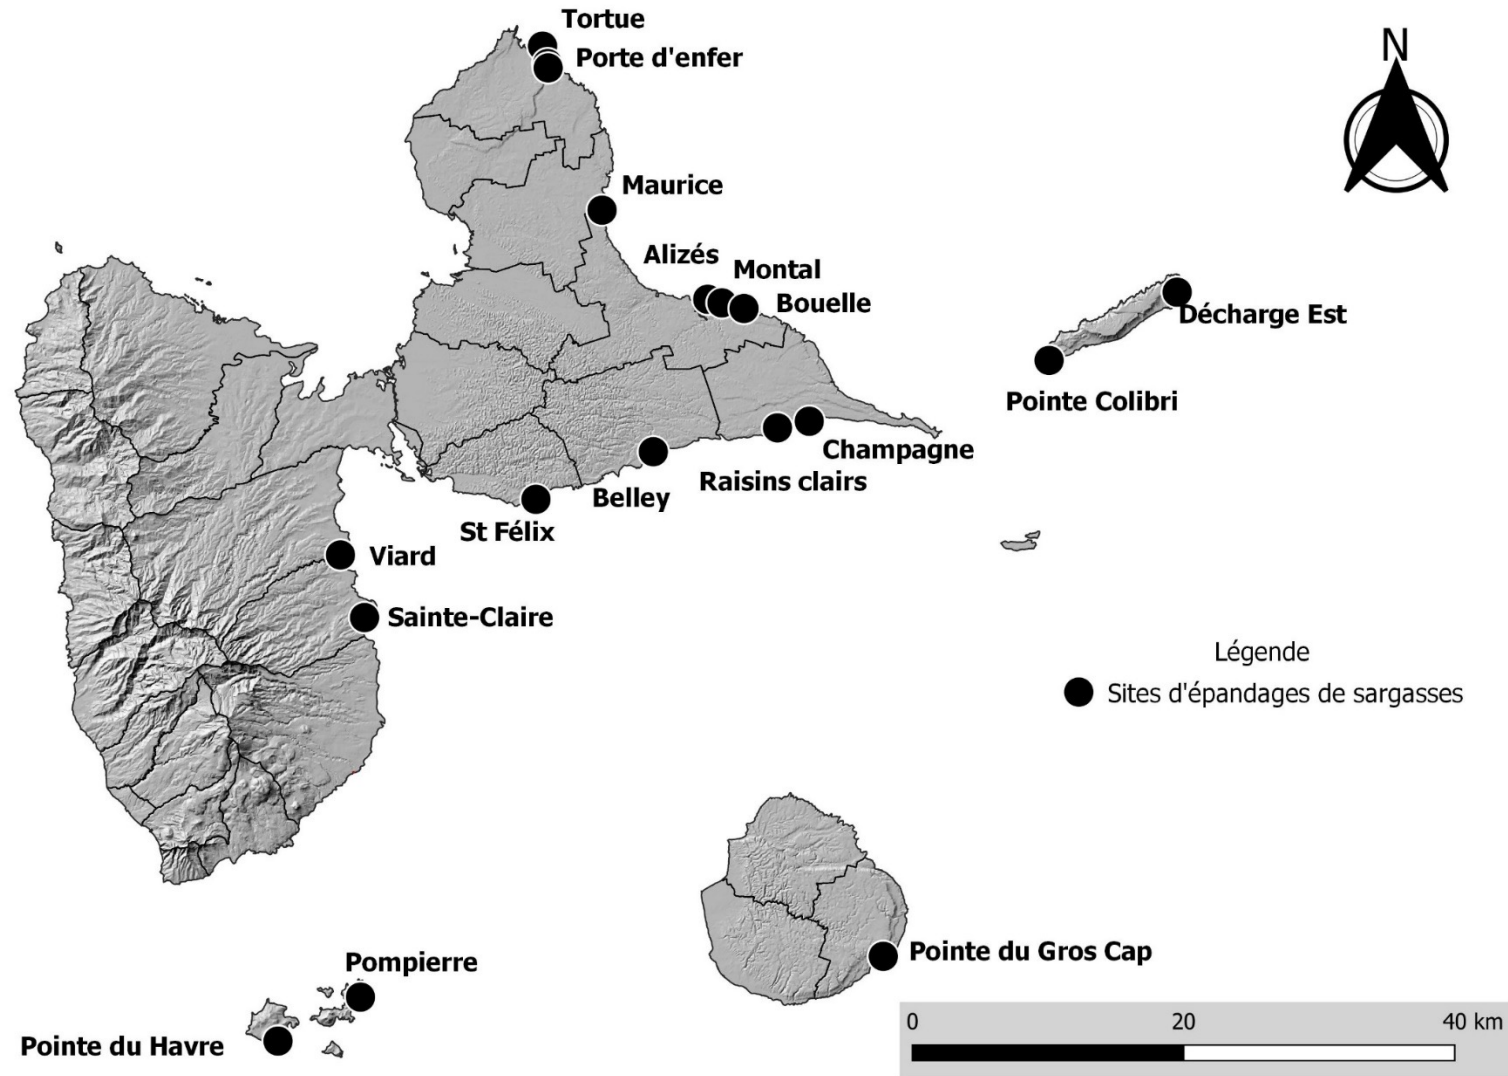 Tortue
Porte d'enfer
N
Maurice
Alizés
Montal
Bouelle
Décharge Est
Pointe Colibri
Champagne
Raisins clairs
Belley
St Félix
Viard
Sainte-Claire
Légende
Sites d'épandages de sargasses
Pointe du Gros Cap
Pompierre
Pointe du Havre
0 20 40 km